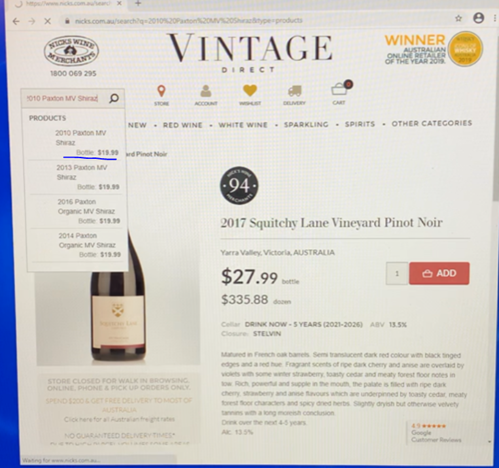 https://www.nicks.com.au/sear
nicks.com.au/search?q=2010%20Paxton%20MV%20Shiraz&type=products
NICKS WINE
MERCHANTS
1800 069 295
VINTAGE
DIRECT
WINNER
AUSTRALIAN
ONLINE RETAILER
OF THE YEAR 2019.
STORE
ACCOUNT
WISHLIST
DELIVERY
CART
2010 Paxton MV Shiraz
NEW • RED WINE • WHITE WINE • SPARKLING • SPIRITS • OTHER CATEGORIES
PRODUCTS
2010 Paxton MV
Shiraz
Bottle: $19.99
2013 Paxton MV
Shiraz
Bottle: $19.99
2016 Paxton
Organic MV Shiraz
Bottle: $19.99
2014 Paxton
Organic MV Shiraz
Bottle: $19.99
ard Pinot Noir
94
2017 Squitchy Lane Vineyard Pinot Noir
Yarra Valley, Victoria, AUSTRALIA
$27.99 bottle
1
ADD
$335.88 dozen
Cellar: DRINK NOW - 5 YEARS (2021-2026) ABV 13.5%
Closure: STELVIN
Matured in French oak barrels. Semi translucent dark red colour with black tinged
edges and a red hue. Fragrant scents of ripe dark cherry and anise are overlaid by
violets with some winter strawberry, toasty cedar and meaty forest floor notes in
tow. Rich, powerful and supple in the mouth, the palate is filled with ripe dark
cherry, strawberry and anise flavours which are underpinned by toasty cedar, meaty
forest floor characters and spicy dried herbs. Slightly dryish but otherwise velvety
tannins with a long moreish conclusion.
Drink over the next 4-5 years.
Alc. 13.5%
STORE CLOSED FOR WALK IN BROWSING.
ONLINE, PHONE & PICK UP ORDERS ONLY.
SPEND $200 & GET FREE DELIVERY TO MOST OF
AUSTRALIA
Click here for all Australian freight rates.
NO GUARANTEED DELIVERY TIMES*
4.5
Google
Customer Reviews
Waiting for www.nicks.com.au...